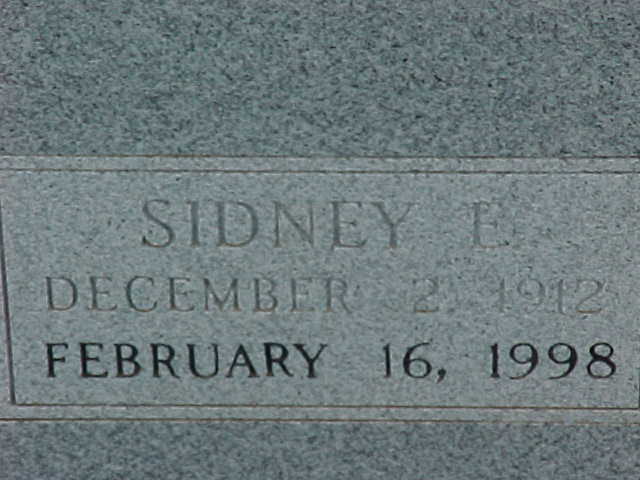 SIDNEY E.
DECEMBER 2, 1912
FEBRUARY 16, 1998